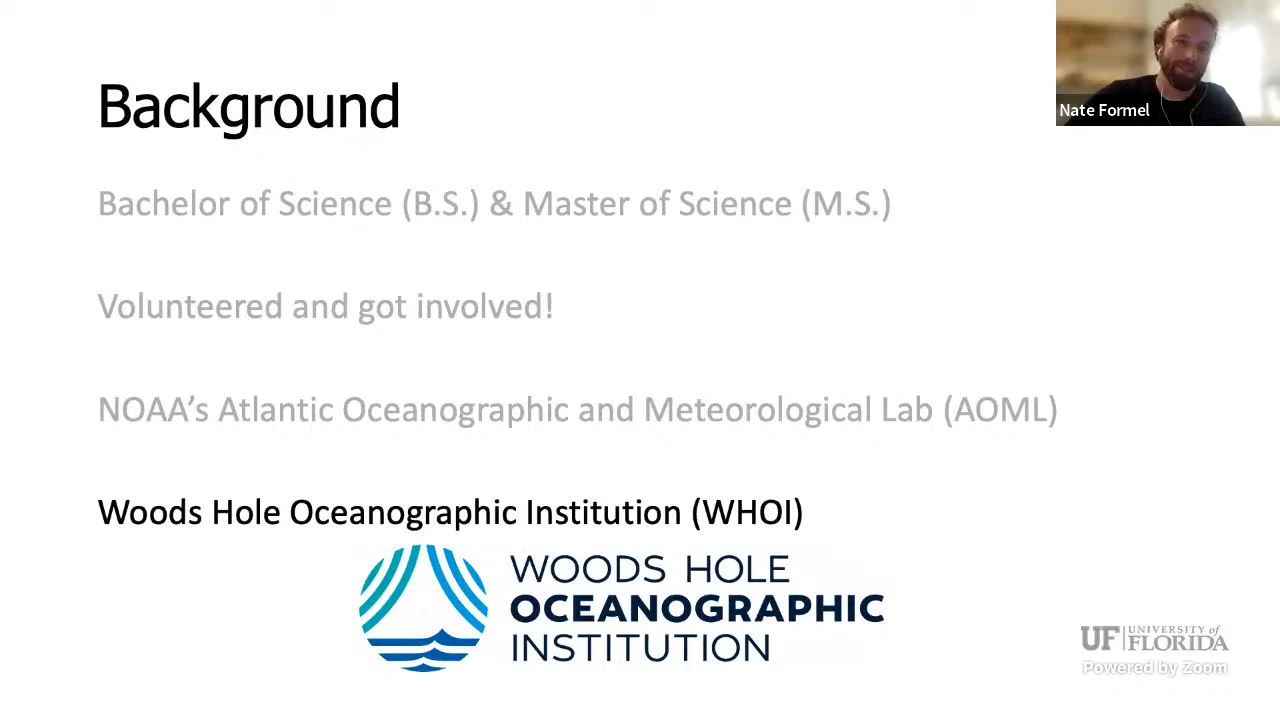 Background
Nate Formel
Bachelor of Science (B.S.) & Master of Science (M.S.)
Volunteered and got involved!
NOAA’s Atlantic Oceanographic and Meteorological Lab (AOML)
Woods Hole Oceanographic Institution (WHOI)
WOODS HOLE
OCEANOGRAPHIC
INSTITUTION
UF UNIVERSITY of
FLORIDA
Powered by Zoom